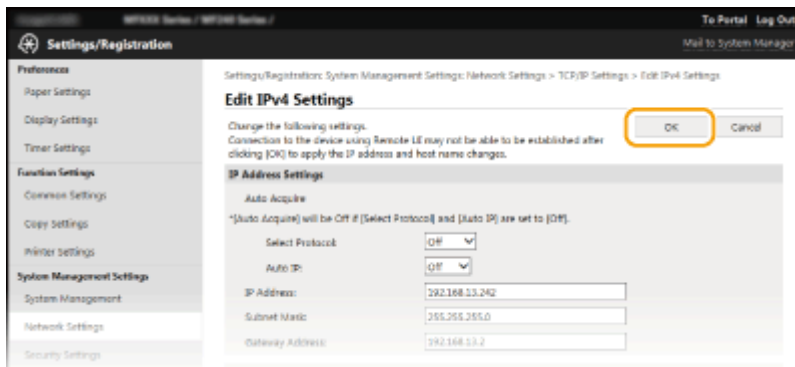 MFXXX Series / MF240 Series /
To Portal Log Out
Settings/Registration
Mail to System Manager
Preferences
Paper Settings
Display Settings
Timer Settings
Function Settings
Common Settings
Copy Settings
Printer Settings
System Management Settings
System Management
Network Settings
Security Settings
Settings/Registration: System Management Settings: Network Settings > TCP/IP Settings > Edit IPv4 Settings
Edit IPv4 Settings
Change the following settings.
Connection to the device using Remote UI may not be able to be established after
clicking [OK] to apply the IP address and host name changes.
OK Cancel
IP Address Settings
Auto Acquire
*[Auto Acquire] will be Off if [Select Protocol] and [Auto IP] are set to [Off].
Select Protocol: Off
Auto IP: Off
IP Address: 192.168.13.242
Subnet Mask: 255.255.255.0
Gateway Address: 192.168.13.2